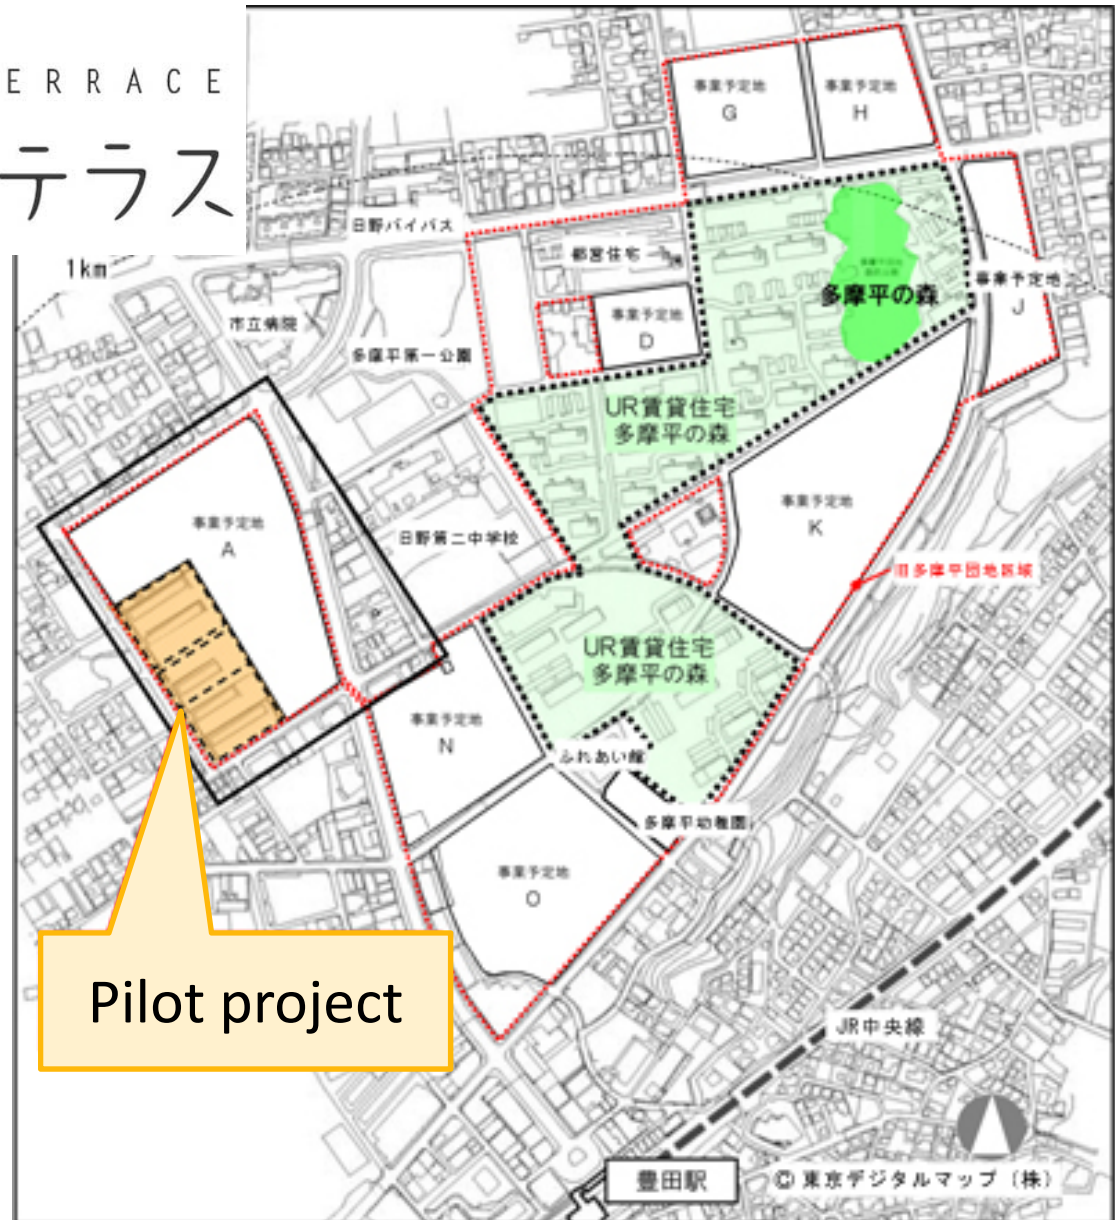 ERRACE
テラス
1km
日野バイパス
市立病院
多摩平第一公園
都営住宅
事業予定地
G
事業予定地
H
事業予定地
D
事業予定地
J
多摩平の森
UR賃貸住宅
多摩平の森
事業予定地
A
日野第二中学校
事業予定地
K
旧多摩平団地区域
UR賃貸住宅
多摩平の森
事業予定地
N
ふれあい館
多摩平幼稚園
事業予定地
O
Pilot project
JR中央線
豊田駅
© 東京デジタルマップ（株）